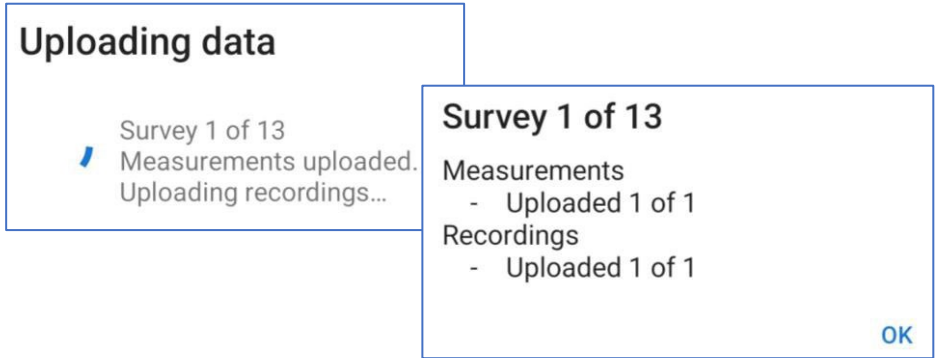 Uploading data
Survey 1 of 13
Measurements uploaded.
Uploading recordings...
Survey 1 of 13
Measurements
- Uploaded 1 of 1
Recordings
- Uploaded 1 of 1
OK